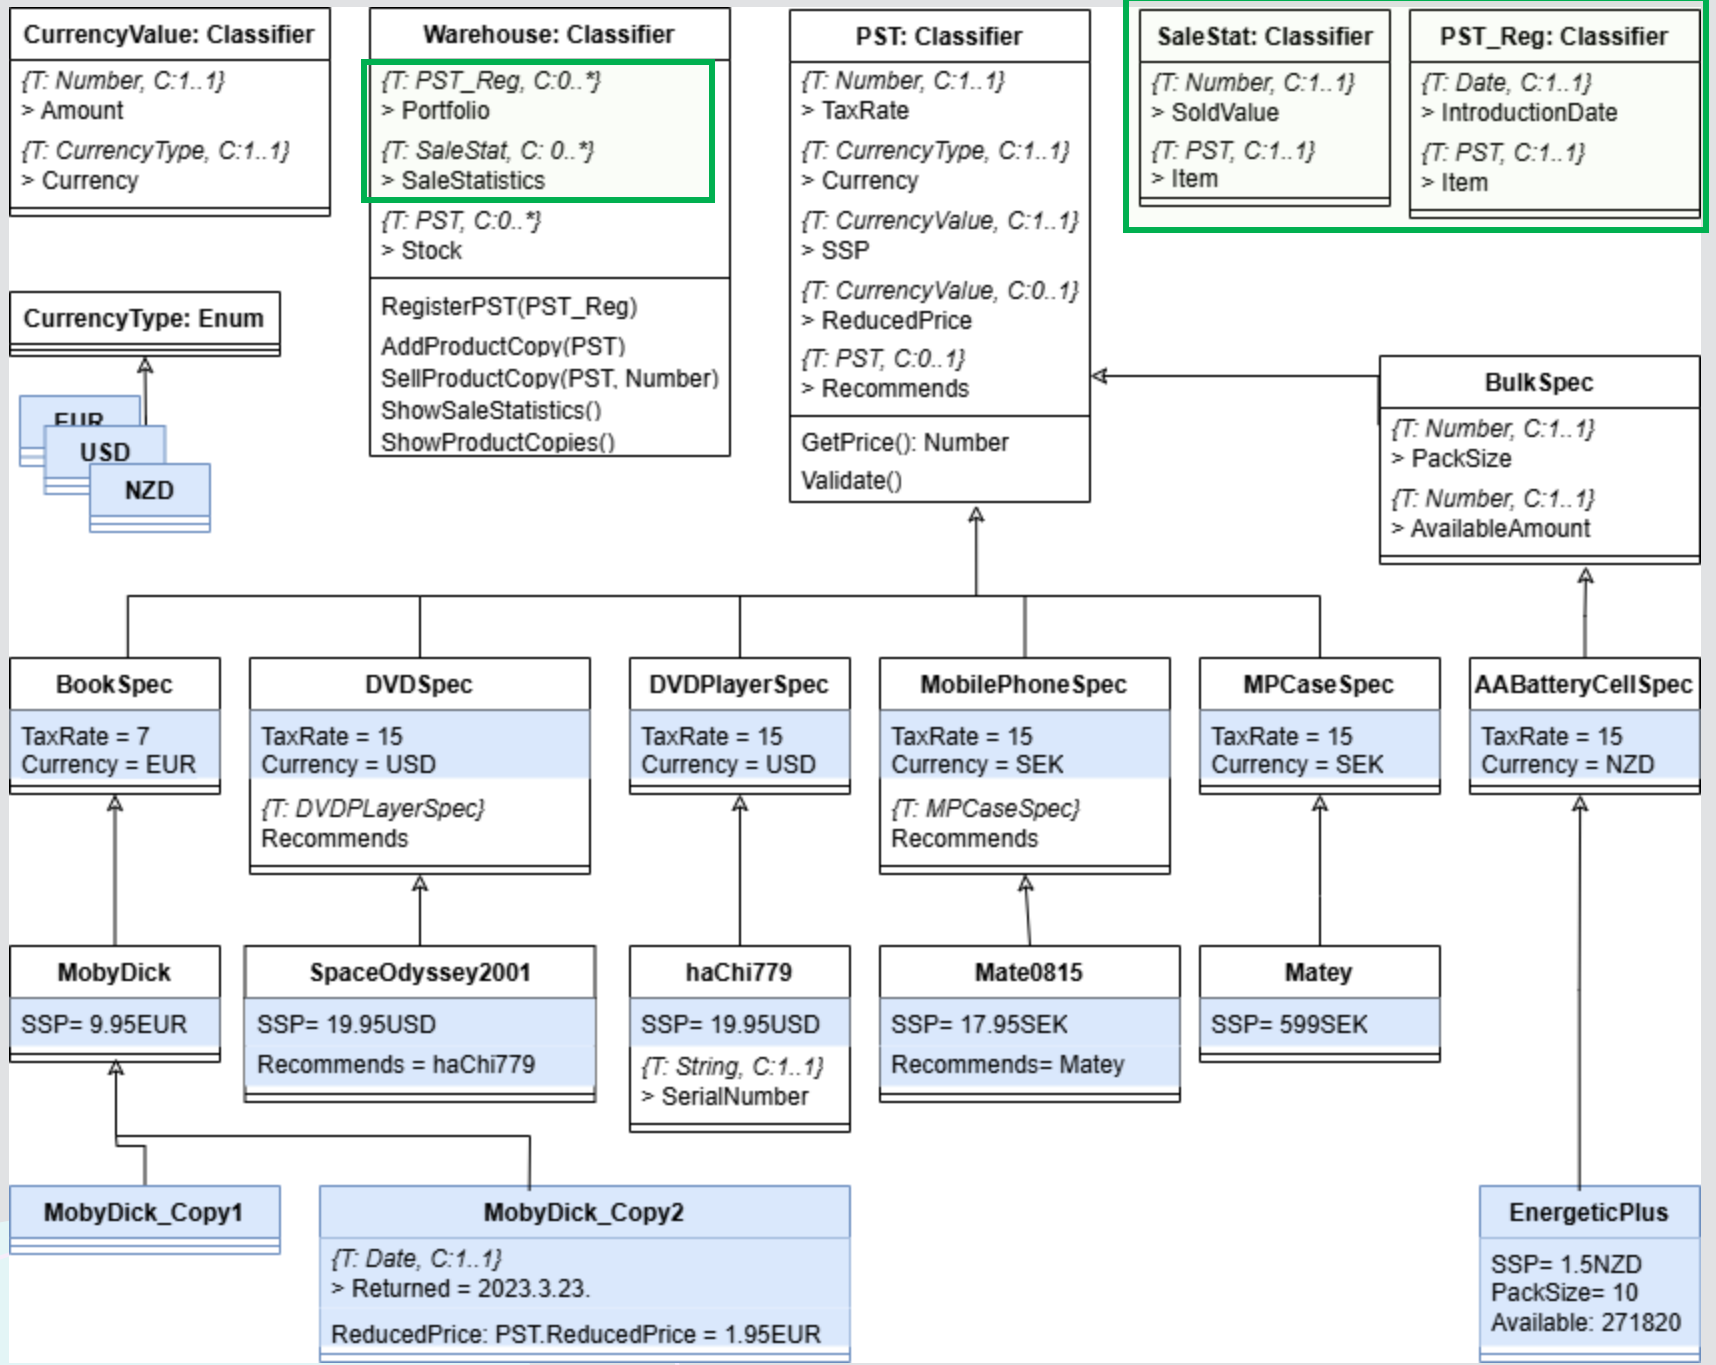 CurrencyValue: Classifier
{T: Number, C:1..1}
> Amount
{T: CurrencyType, C:1..1}
> Currency
Warehouse: Classifier
{T: PST_Reg, C:0..*}
> Portfolio
{T: SaleStat, C: 0..*}
> SaleStatistics
{T: PST, C:0..*}
> Stock
RegisterPST(PST_Reg)
AddProductCopy(PST)
SellProductCopy(PST, Number)
ShowSaleStatistics()
ShowProductCopies()
PST: Classifier
{T: Number, C:1..1}
> TaxRate
{T: CurrencyType, C:1..1}
> Currency
{T: CurrencyValue, C:1..1}
> SSP
{T: CurrencyValue, C:0..1}
> ReducedPrice
{T: PST, C:0..1}
> Recommends
GetPrice(): Number
Validate()
SaleStat: Classifier
{T: Number, C:1..1}
> SoldValue
{T: PST, C:1..1}
> Item
PST_Reg: Classifier
{T: Date, C:1..1}
> IntroductionDate
{T: PST, C:1..1}
> Item
CurrencyType: Enum
EUR
USD
NZD
BulkSpec
{T: Number, C:1..1}
> PackSize
{T: Number, C:1..1}
> AvailableAmount
BookSpec
TaxRate = 7
Currency = EUR
DVDSpec
TaxRate = 15
Currency = USD
{T: DVDPLayerSpec}
Recommends
DVDPlayerSpec
TaxRate = 15
Currency = USD
MobilePhoneSpec
TaxRate = 15
Currency = SEK
{T: MPCaseSpec}
Recommends
MPCaseSpec
TaxRate = 15
Currency = SEK
AABatteryCellSpec
TaxRate = 15
Currency = NZD
MobyDick
SSP= 9.95EUR
SpaceOdyssey2001
SSP= 19.95USD
Recommends = haChi779
haChi779
SSP= 19.95USD
{T: String, C:1..1}
> SerialNumber
Mate0815
SSP= 17.95SEK
Recommends= Matey
Matey
SSP= 599SEK
MobyDick_Copy1
MobyDick_Copy2
{T: Date, C:1..1}
> Returned = 2023.3.23.
ReducedPrice: PST.ReducedPrice = 1.95EUR
EnergeticPlus
SSP= 1.5NZD
PackSize= 10
Available: 271820